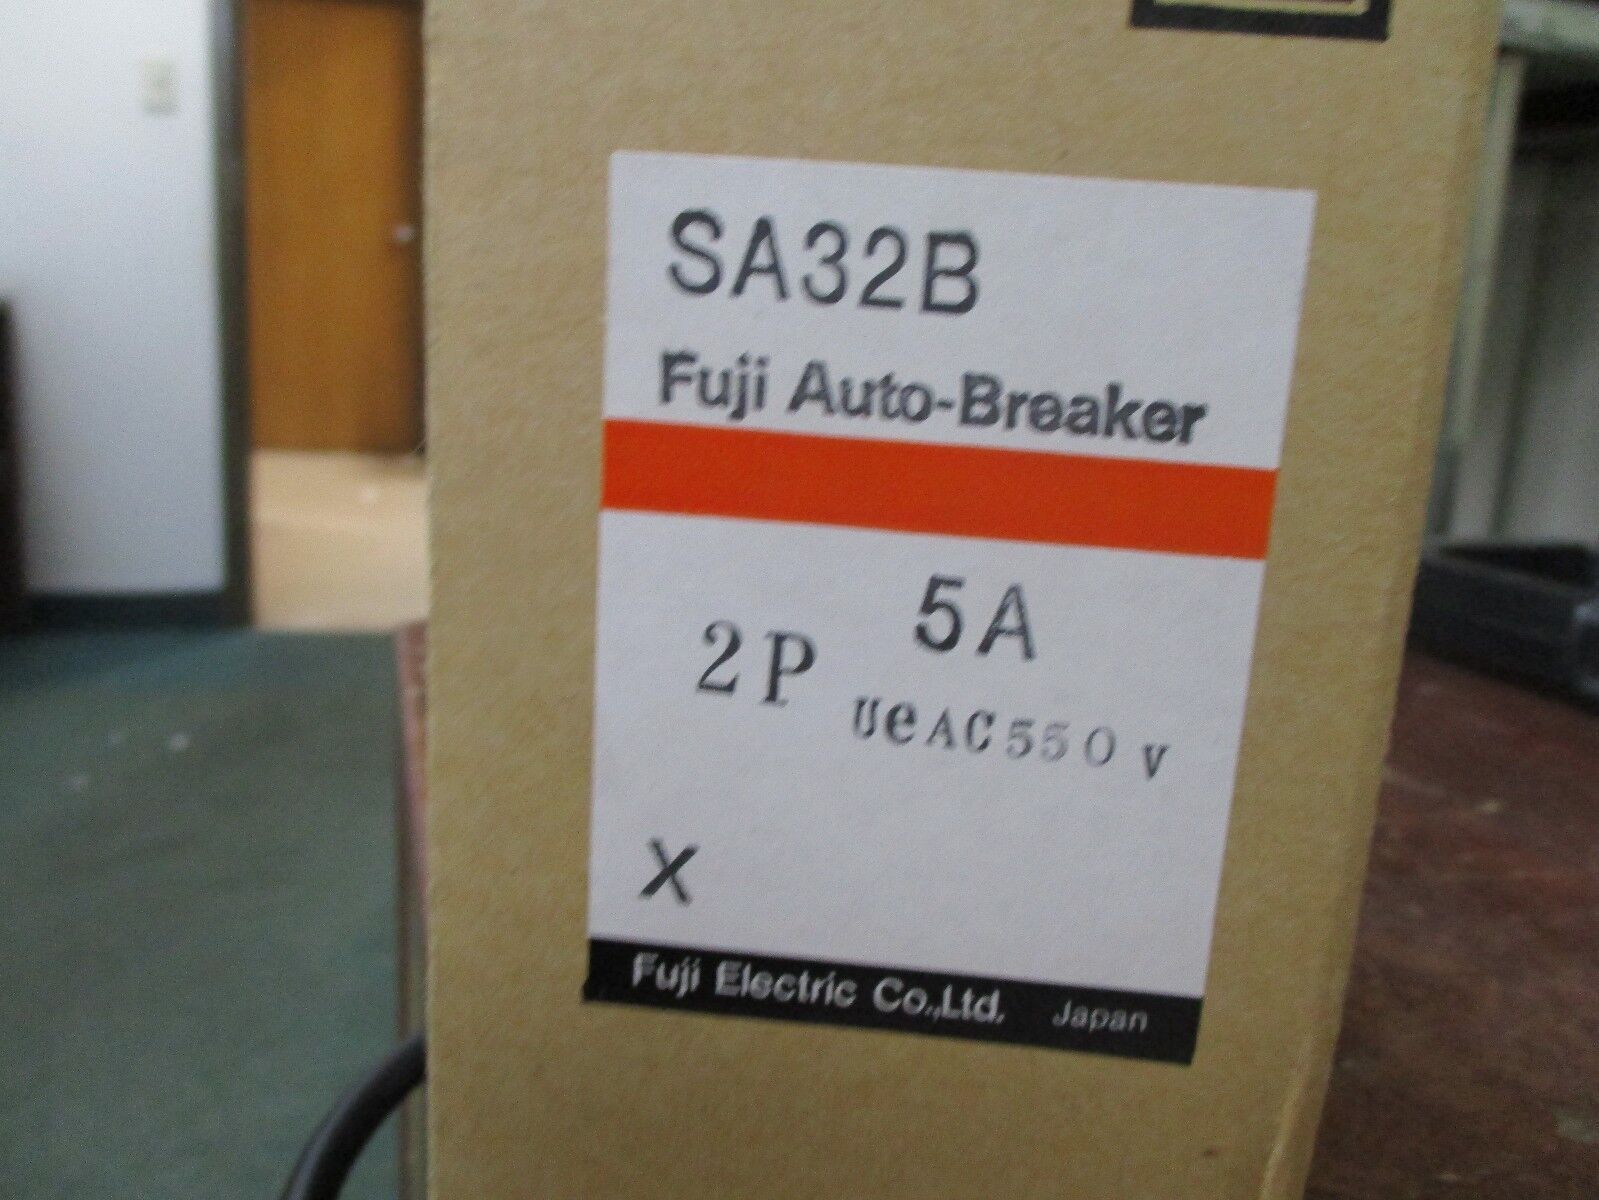 SA32B
Fuji Auto-Breaker
5A
2P
UeAC550V
X
Fuji Electric Co.,Ltd. Japan